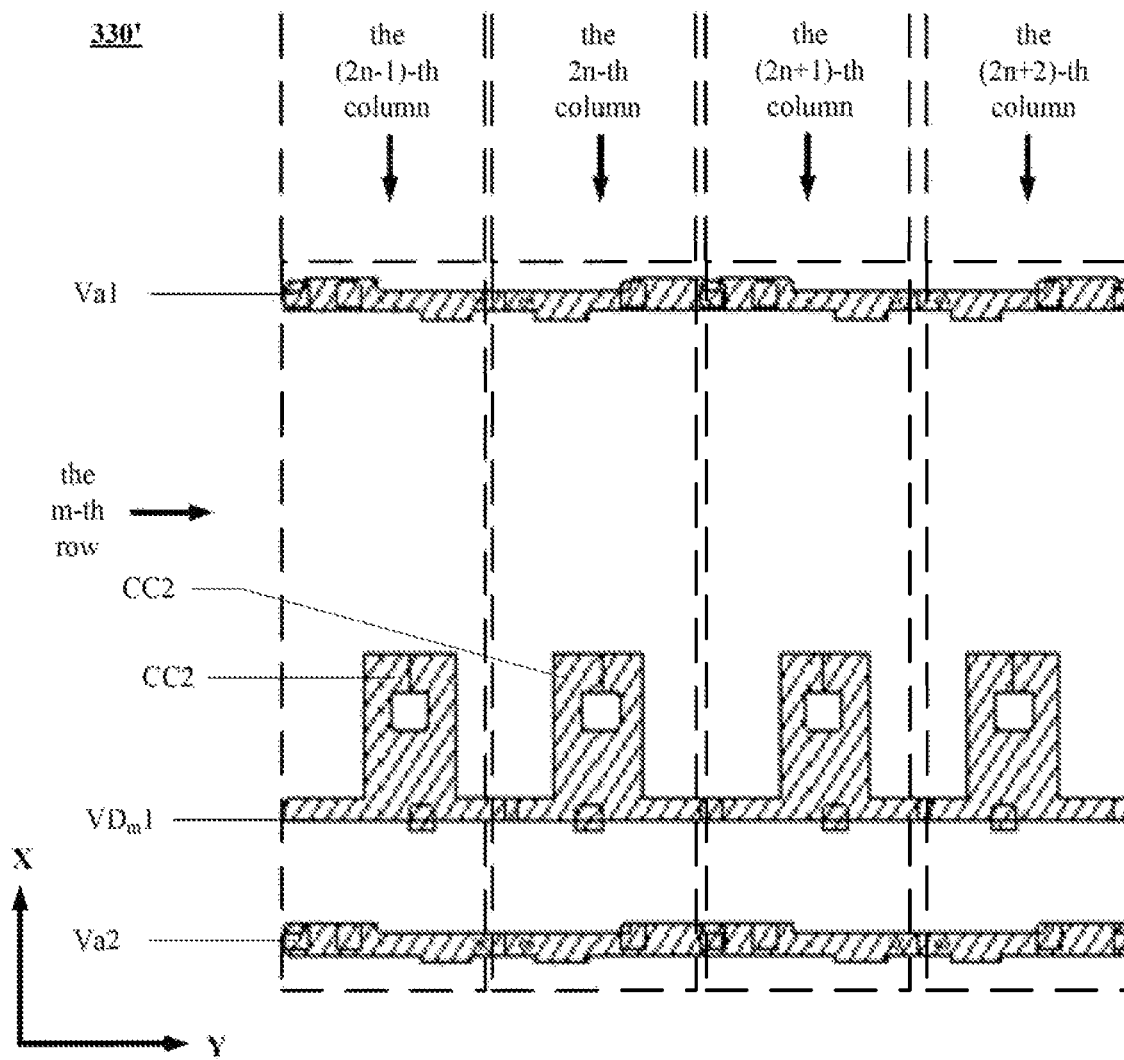 330'
the
(2n-1)-th
column
the
2n-th
column
the
(2n+1)-th
column
the
(2n+2)-th
column
Va1
the
m-th
row
CC2
CC2
VDm1
Va2
X
Y